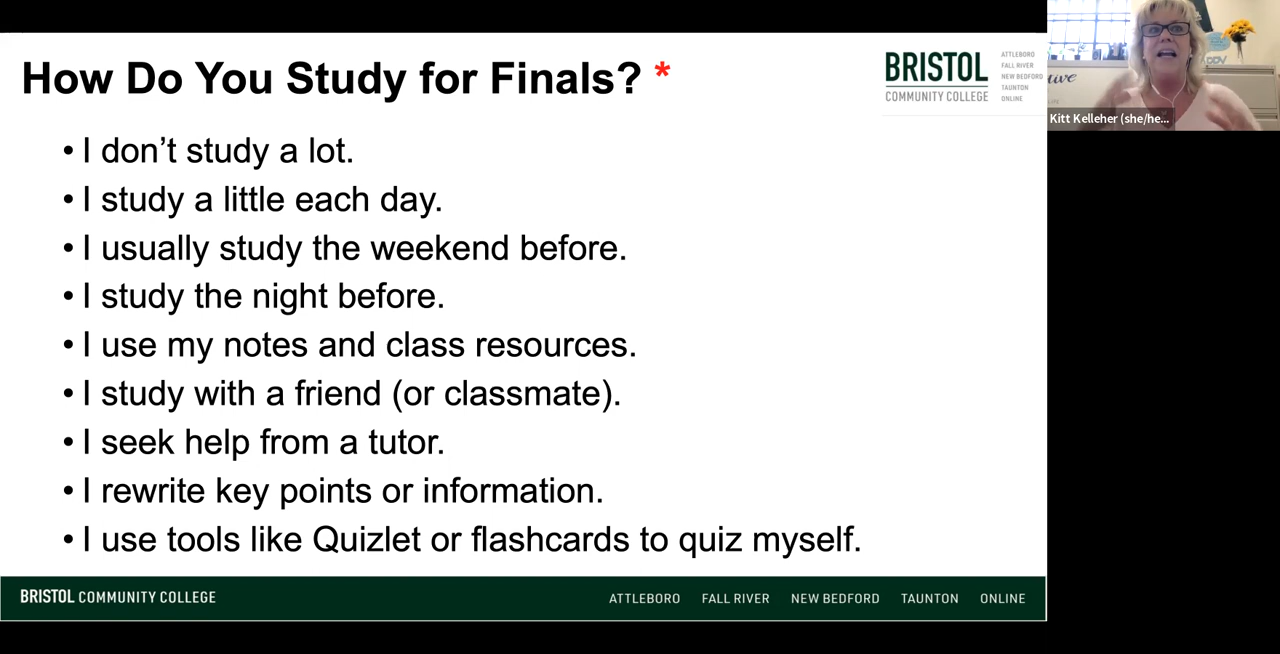 How Do You Study for Finals? *
BRISTOL
COMMUNITY COLLEGE
ATTLEBORO
FALL RIVER
NEW BEDFORD
TAUNTON
ONLINE
Kitt Kelleher (she/he...
• I don’t study a lot.
• I study a little each day.
• I usually study the weekend before.
• I study the night before.
• I use my notes and class resources.
• I study with a friend (or classmate).
• I seek help from a tutor.
• I rewrite key points or information.
• I use tools like Quizlet or flashcards to quiz myself.
BRISTOL COMMUNITY COLLEGE
ATTLEBORO FALL RIVER NEW BEDFORD TAUNTON ONLINE